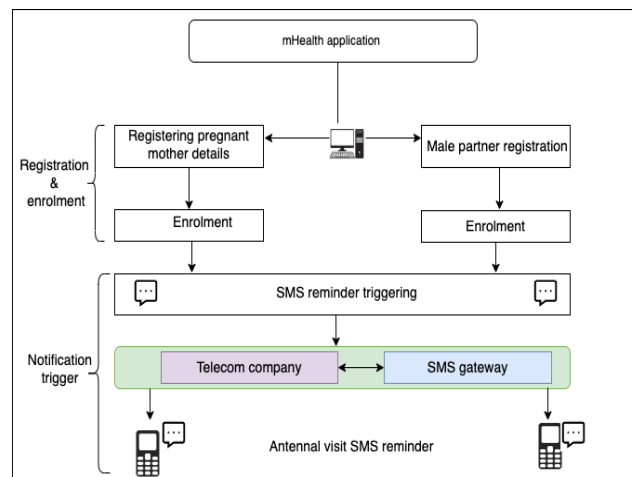 mHealth application
Registering pregnant
mother details
Male partner registration
Registration
&
enrolment
Enrolment
Enrolment
SMS reminder triggering
Notification
trigger
Telecom company
SMS gateway
Antennal visit SMS reminder